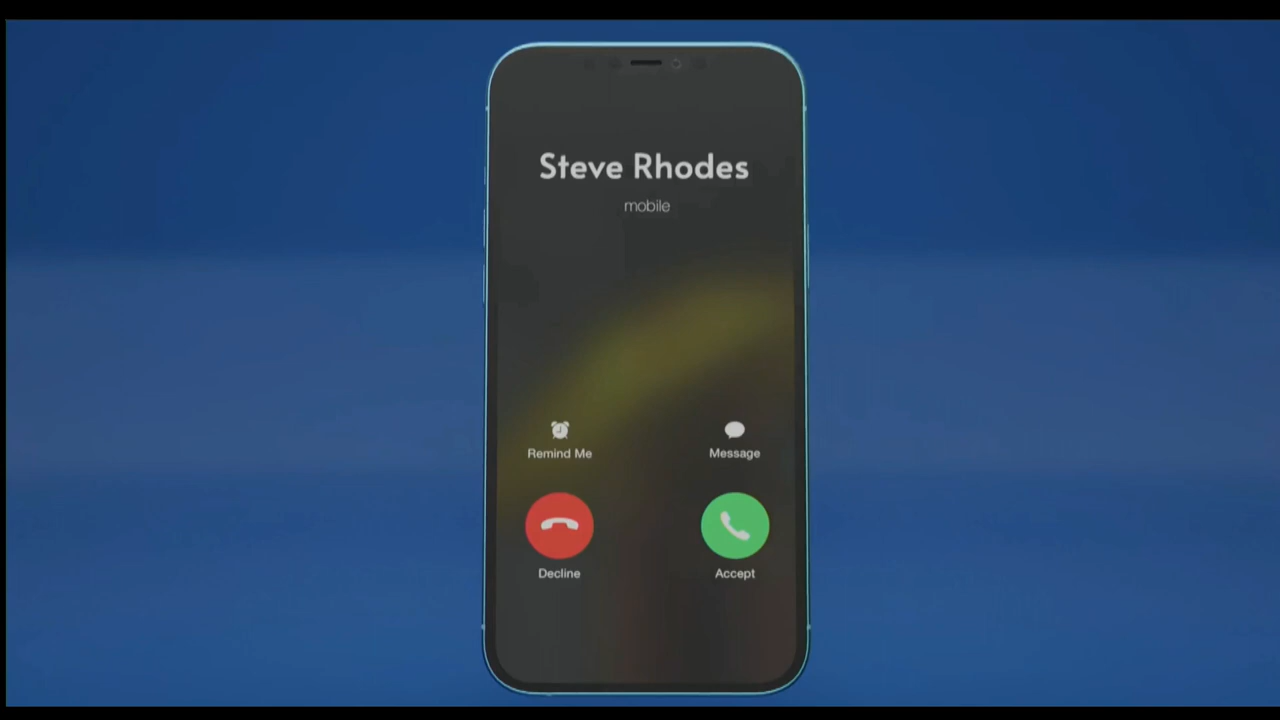 Steve Rhodes
mobile
Remind Me
Message
Decline
Accept